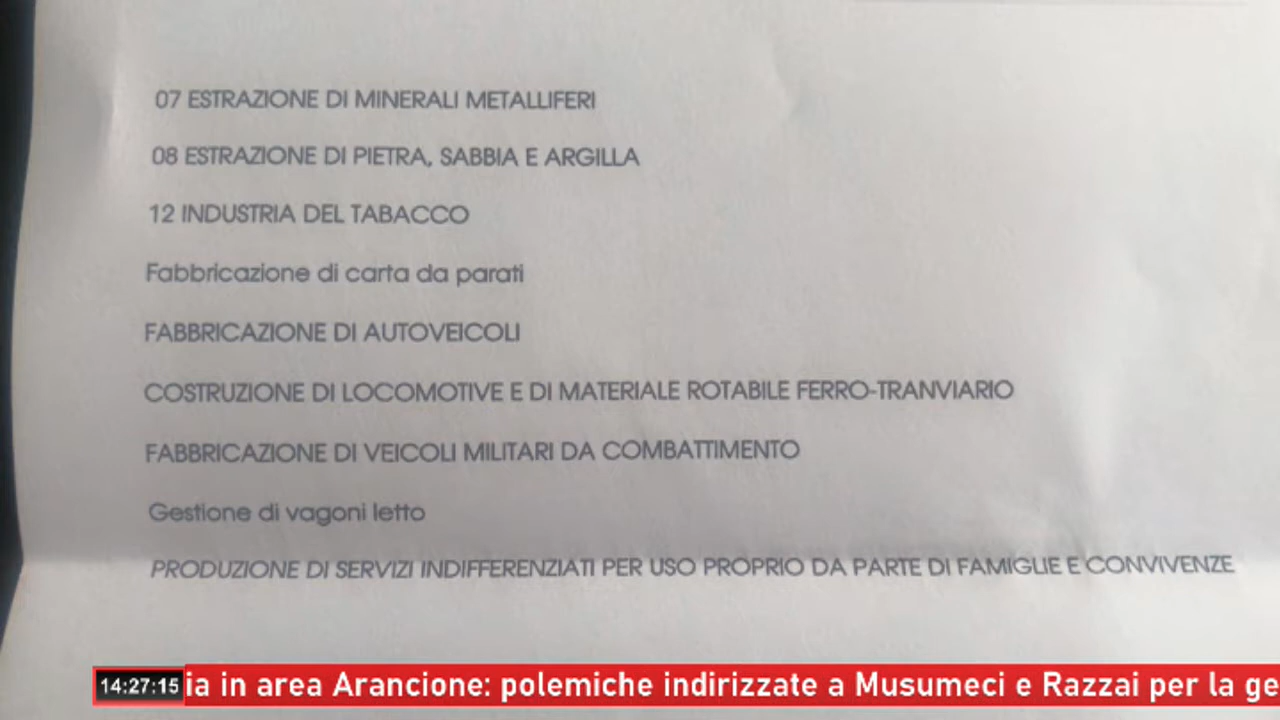 07 ESTRAZIONE DI MINERALI METALLIFERI
08 ESTRAZIONE DI PIETRA, SABBIA E ARGILLA
12 INDUSTRIA DEL TABACCO
Fabbricazione di carta da parati
FABBRICAZIONE DI AUTOVEICOLI
COSTRUZIONE DI LOCOMOTIVE E DI MATERIALE ROTABILE FERRO-TRANVIARIO
FABBRICAZIONE DI VEICOLI MILITARI DA COMBATTIMENTO
Gestione di vagoni letto
PRODUZIONE DI SERVIZI INDIFFERENZIATI PER USO PROPRIO DA PARTE DI FAMIGLIE E CONVIVENZE
14:27:15 ia in area Arancione: polemiche indirizzate a Musumeci e Razzai per la ge